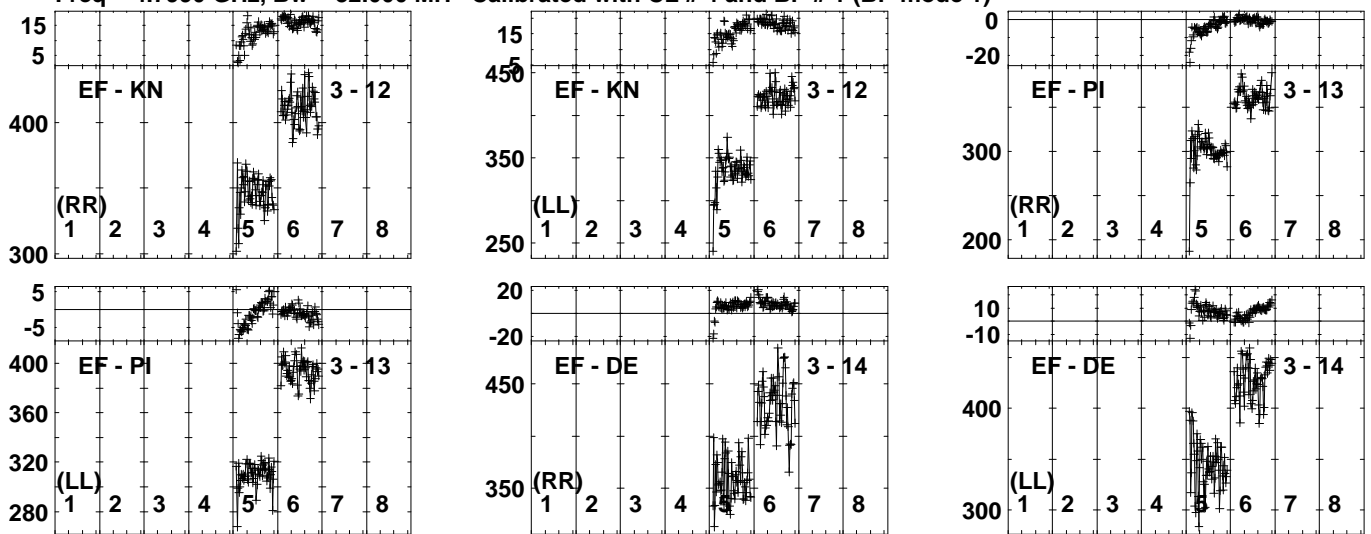 Freq = GHz, Bw = 32.000 Calibrated with CL # and BP # (BP mode 1)
15
5
EF - KN 3 - 12
400
300
(RR)
1 2 3 4 5 6 7 8
15
5
450
EF - KN 3 - 12
350
250
(LL)
1 2 3 4 5 6 7 8
0
-20
EF - PI 3 - 13
300
200
(RR)
1 2 3 4 5 6 7 8
5
-5
400
EF - PI 3 - 13
360
320
280
(LL)
1 2 3 4 5 6 7 8
20
-20
EF - DE 3 - 14
450
350
(RR)
1 2 3 4 5 6 7 8
10
-10
EF - DE 3 - 14
400
300
(LL)
1 2 3 4 5 6 7 8